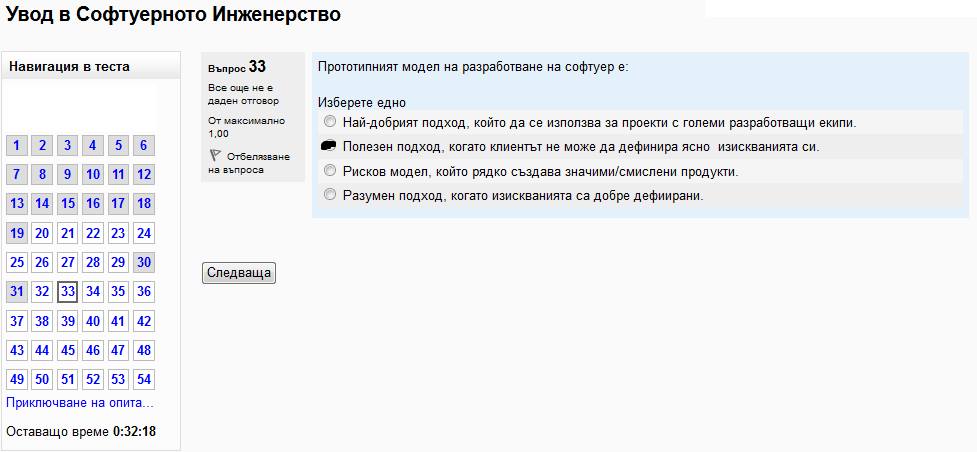 Увод в Софтуерното Инженерство
Навигация в теста
1 2 3 4 5 6
7 8 9 10 11 12
13 14 15 16 17 18
19 20 21 22 23 24
25 26 27 28 29 30
31 32 33 34 35 36
37 38 39 40 41 42
43 44 45 46 47 48
49 50 51 52 53 54
Приключване на опита...
Оставащо време 0:32:18
Въпрос 33
Все още не е
даден отговор
От максимално
1,00
Отбелязване
на въпроса
Прототипният модел на разработване на софтуер е:
Изберете едно
Най-добрият подход, който да се използва за проекти с големи разработващи екипи.
Полезен подход, когато клиентът не може да дефинира ясно изискванията си.
Рисков модел, който рядко създава значими/смислени продукти.
Разумен подход, когато изискванията са добре дефиирани.
Следваща